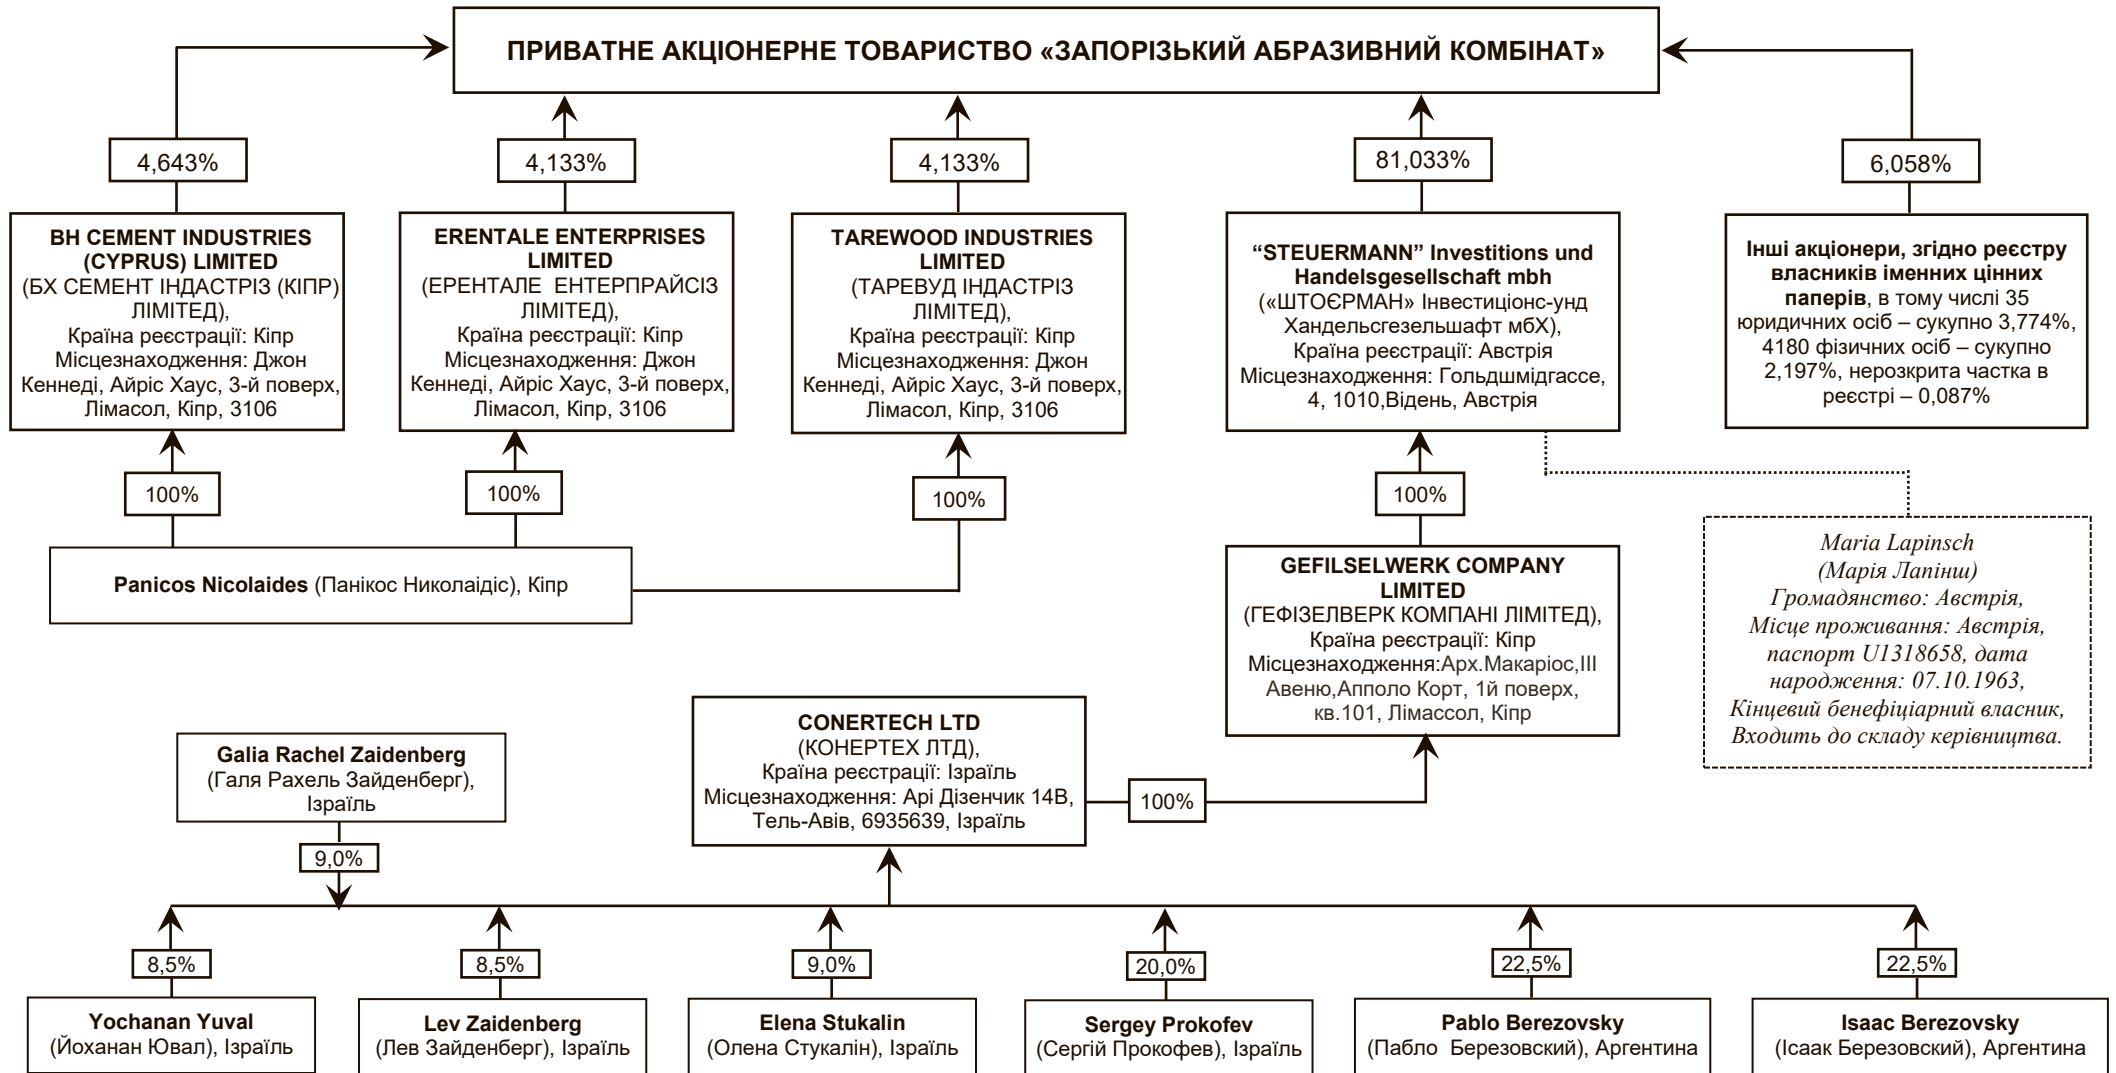 ПРИВАТНЕ АКЦІОНЕРНЕ ТОВАРИСТВО «ЗАПОРІЗЬКИЙ АБРАЗИВНИЙ КОМБІНАТ»
4,643%
4,133%
4,133%
81,033%
6,058%
BH CEMENT INDUSTRIES
(CYPRUS) LIMITED
(БХ СЕМЕНТ ІНДАСТРІЗ (КІПР)
ЛІМІТЕД),
Країна реєстрації: Кіпр
Місцезнаходження: Джон
Кеннеді, Айріс Хаус, 3-й поверх,
Лімасол, Кіпр, 3106
ERENTALE ENTERPRISES
LIMITED
(ЕРЕНТАЛЕ ЕНТЕРПРАЙСІЗ
ЛІМІТЕД),
Країна реєстрації: Кіпр
Місцезнаходження: Джон
Кеннеді, Айріс Хаус, 3-й поверх,
Лімасол, Кіпр, 3106
TAREWOOD INDUSTRIES
LIMITED
(ТАРЕВУД ІНДАСТРІЗ
ЛІМІТЕД),
Країна реєстрації: Кіпр
Місцезнаходження: Джон
Кеннеді, Айріс Хаус, 3-й поверх,
Лімасол, Кіпр, 3106
“STEUERMANN” Investitions und
Handelsgesellschaft mbh
(«ШТОЄРМАН» Інвестиціонс-унд
Хандельсгезельшафт мбХ),
Країна реєстрації: Австрія
Місцезнаходження: Гольдшмідгассе,
4, 1010,Відень, Австрія
Інші акціонери, згідно реєстру
власників іменних цінних
паперів, в тому числі 35
юридичних осіб – сукупно 3,774%,
4180 фізичних осіб – сукупно
2,197%, нерозкрита частка в
реєстрі – 0,087%
100%
100%
100%
100%
Panicos Nicolaides (Панікос Николаідіс), Кіпр
GEFILSELWERK COMPANY
LIMITED
(ГЕФІЗЕЛВЕРК КОМПАНІ ЛІМІТЕД),
Країна реєстрації: Кіпр
Місцезнаходження:Арх.Макаріос,III
Авеню,Апполо Корт, 1й поверх,
кв.101, Лімассол, Кіпр
Maria Lapinsch
(Марія Лапінш)
Громадянство: Австрія,
Місце проживання: Австрія,
паспорт U1318658, дата
народження: 07.10.1963,
Кінцевий бенефіціарний власник,
Входить до складу керівництва.
CONERTECH LTD
(КОНЕРТЕХ ЛТД),
Країна реєстрації: Ізраїль
Місцезнаходження: Арі Дізенчик 14В,
Тель-Авів, 6935639, Ізраїль
100%
Galia Rachel Zaidenberg
(Галя Рахель Зайденберг),
Ізраїль
9,0%
8,5%
8,5%
9,0%
20,0%
22,5%
22,5%
Yochanan Yuval
(Йоханан Ювал), Ізраїль
Lev Zaidenberg
(Лев Зайденберг), Ізраїль
Elena Stukalin
(Олена Стукалін), Ізраїль
Sergey Prokofev
(Сергій Прокофев), Ізраїль
Pablo Berezovsky
(Пабло Березовский), Аргентина
Isaac Berezovsky
(Ісаак Березовский), Аргентина